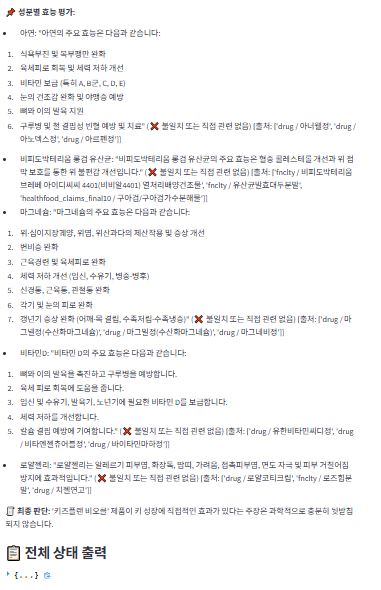 📌 성분별 효능 평가:
• 아연: "아연의 주요 효능은 다음과 같습니다:
1. 식욕부진 및 복부팽만 완화
2. 육체피로 회복 및 체력 저하 개선
3. 비타민 보급 (특히 A, B군, C, D, E)
4. 눈의 건조감 완화 및 야맹증 예방
5. 뼈와 이의 발육 지원
6. 구루병 및 철 결핍성 빈혈 예방 및 치료" (❌ 불일치 또는 직접 관련 없음) [출처: ['drug / 아너웰정', 'drug /
아노엑스정', 'drug / 아르펜정']]
• 비피도박테리움 롱검 유산균: "비피도박테리움 롱검 유산균의 주요 효능은 혈중 콜레스테롤 개선과 위 점
막 보호를 통한 위 불편감 개선입니다." (❌ 불일치 또는 직접 관련 없음) [출처: ['fnclty / 비피도박테리움
브레베 아이디씨씨 4401(비비알4401) 열처리배양건조물', 'fnclty / 유산균발효대두분말',
'healthfood_claims_final10 / 구아검/구아검가수분해물']]
• 마그네슘: "마그네슘의 주요 효능은 다음과 같습니다:
1. 위·십이지장궤양, 위염, 위산과다의 제산작용 및 증상 개선
2. 변비증 완화
3. 근육경련 및 육체피로 완화
4. 체력 저하 개선 (임신, 수유기, 병중·병후)
5. 신경통, 근육통, 관절통 완화
6. 각기 및 눈의 피로 완화
7. 갱년기 증상 완화 (어깨·목 결림, 수족저림·수족냉증)" (❌ 불일치 또는 직접 관련 없음) [출처: ['drug / 마
그밀정(수산화마그네슘)', 'drug / 마그밀정(수산화마그네슘)', 'drug / 마그네비정']]
• 비타민D: "비타민 D의 주요 효능은 다음과 같습니다:
1. 뼈와 이의 발육을 촉진하고 구루병을 예방합니다.
2. 육체 피로 회복에 도움을 줍니다.
3. 임신 및 수유기, 발육기, 노년기에 필요한 비타민 D를 보급합니다.
4. 체력 저하를 개선합니다.
5. 칼슘 결핍 예방에 기여합니다." (❌ 불일치 또는 직접 관련 없음) [출처: ['drug / 유한비타민씨디정', 'drug
/ 비타엔젤츄어블정', 'drug / 바이타민마하정']]
• 로얄젤리: "로얄젤리는 알레르기 피부염, 화장독, 땀띠, 가려움, 접촉피부염, 면도 자극 및 피부 거칠어짐
방지에 효과적입니다." (❌ 불일치 또는 직접 관련 없음) [출처: ['drug / 로얄코티크림', 'fnclty / 로즈힙분
말', 'drug / 치첸연고']]
🧾 최종 판단: '키즈플렌 비오본' 제품이 키 성장에 직접적인 효과가 있다는 주장은 과학적으로 충분히 뒷받침
되지 않습니다.
📋 전체 상태 출력
▶ {...}